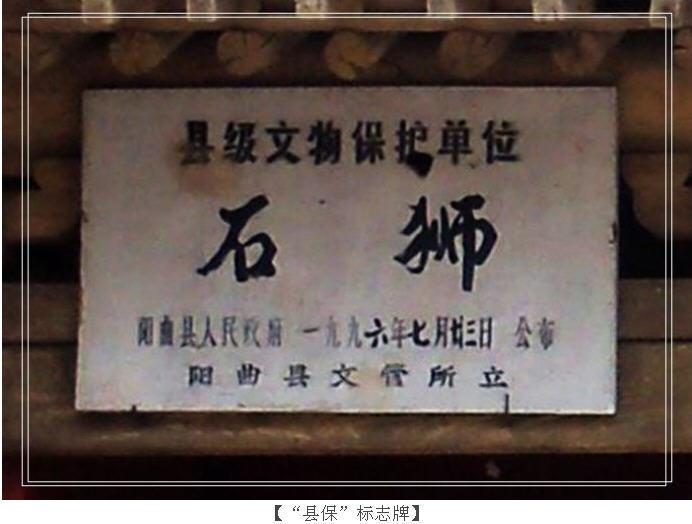 县级文物保护单位
石狮
阳曲县人民政府 一九九六年七月廿三日 公布
阳曲县文管所立
【“县保”标志牌】